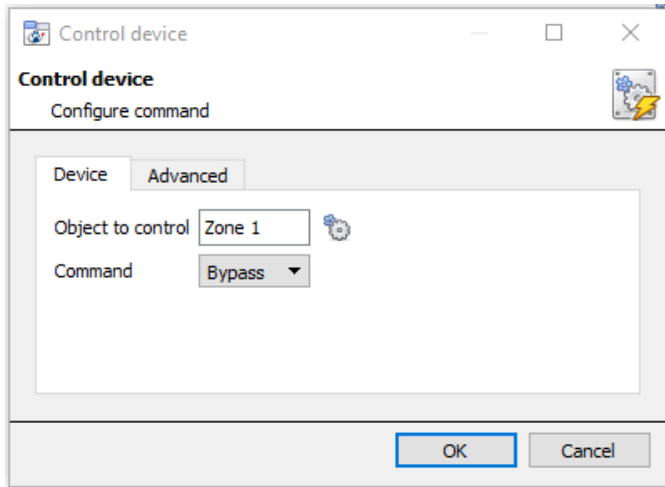 Control device
Control device
Configure command
Device Advanced
Object to control Zone 1
Command Bypass
OK Cancel